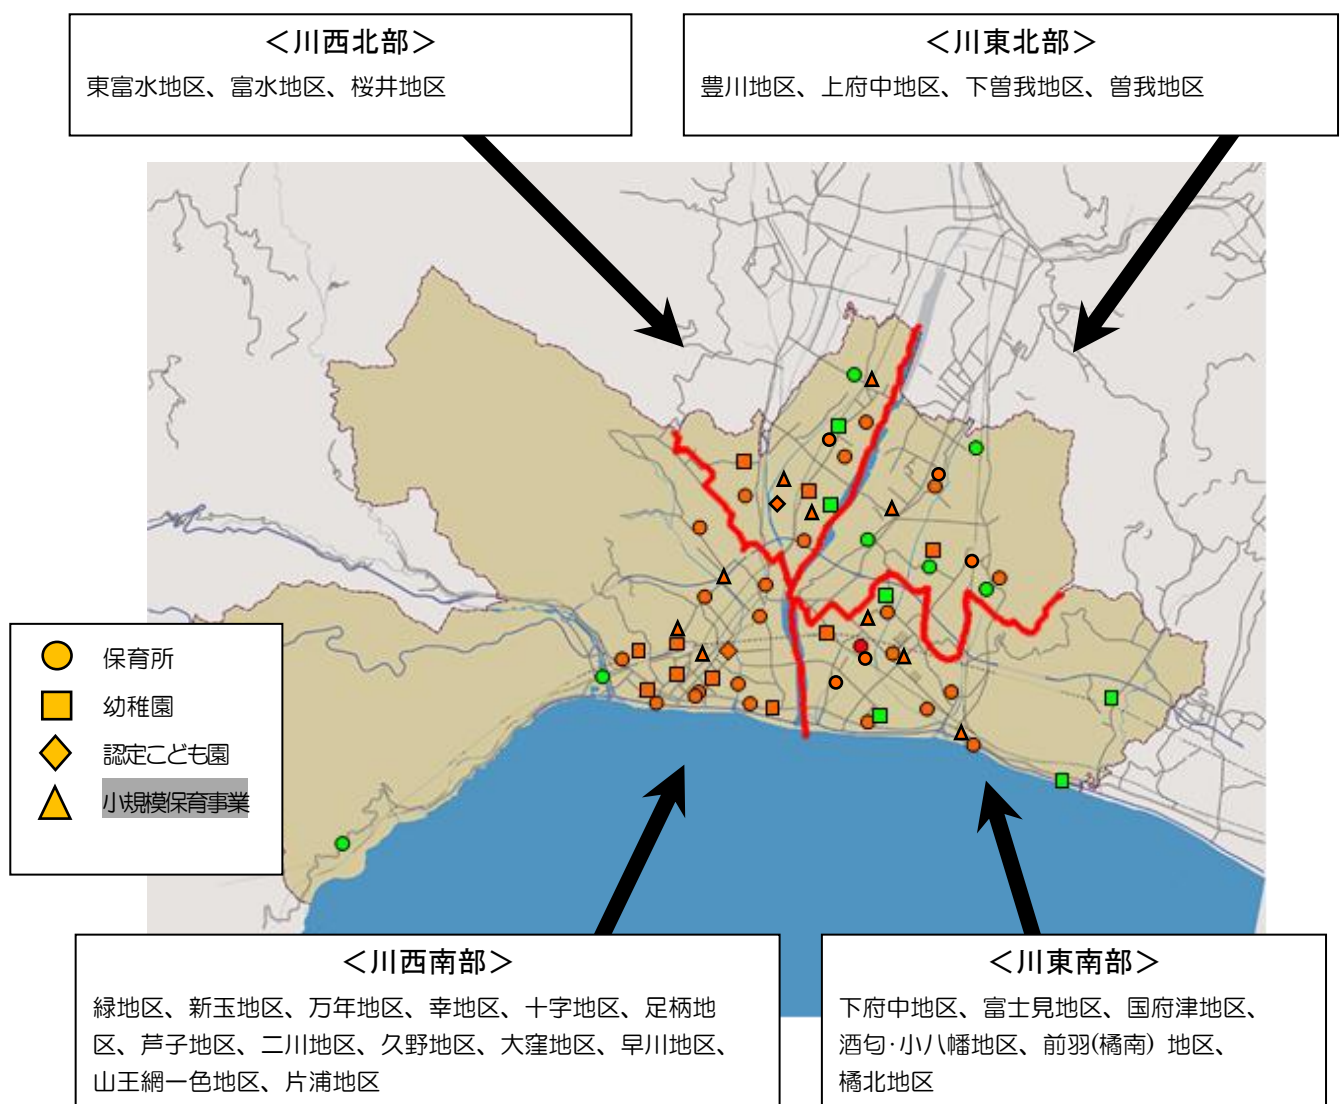 ＜川西北部＞
東富水地区、富水地区、桜井地区
＜川東北部＞
豊川地区、上府中地区、下曽我地区、曽我地区
保育所
幼稚園
認定こども園
小規模保育事業
＜川西南部＞
緑地区、新玉地区、万年地区、幸地区、十字地区、足柄地
区、芦子地区、二川地区、久野地区、大窪地区、早川地区、
山王網一色地区、片浦地区
＜川東南部＞
下府中地区、富士見地区、国府津地区、
酒匂･小八幡地区、前羽(橘南) 地区、
橘北地区